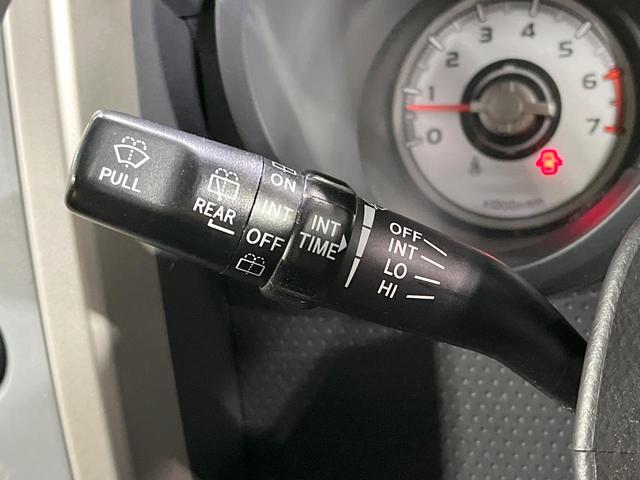 PULL
REAR
ON
INT
OFF
INT
TIME
OFF
INT
LO
HI
0
1
2
3
4
5
6
7